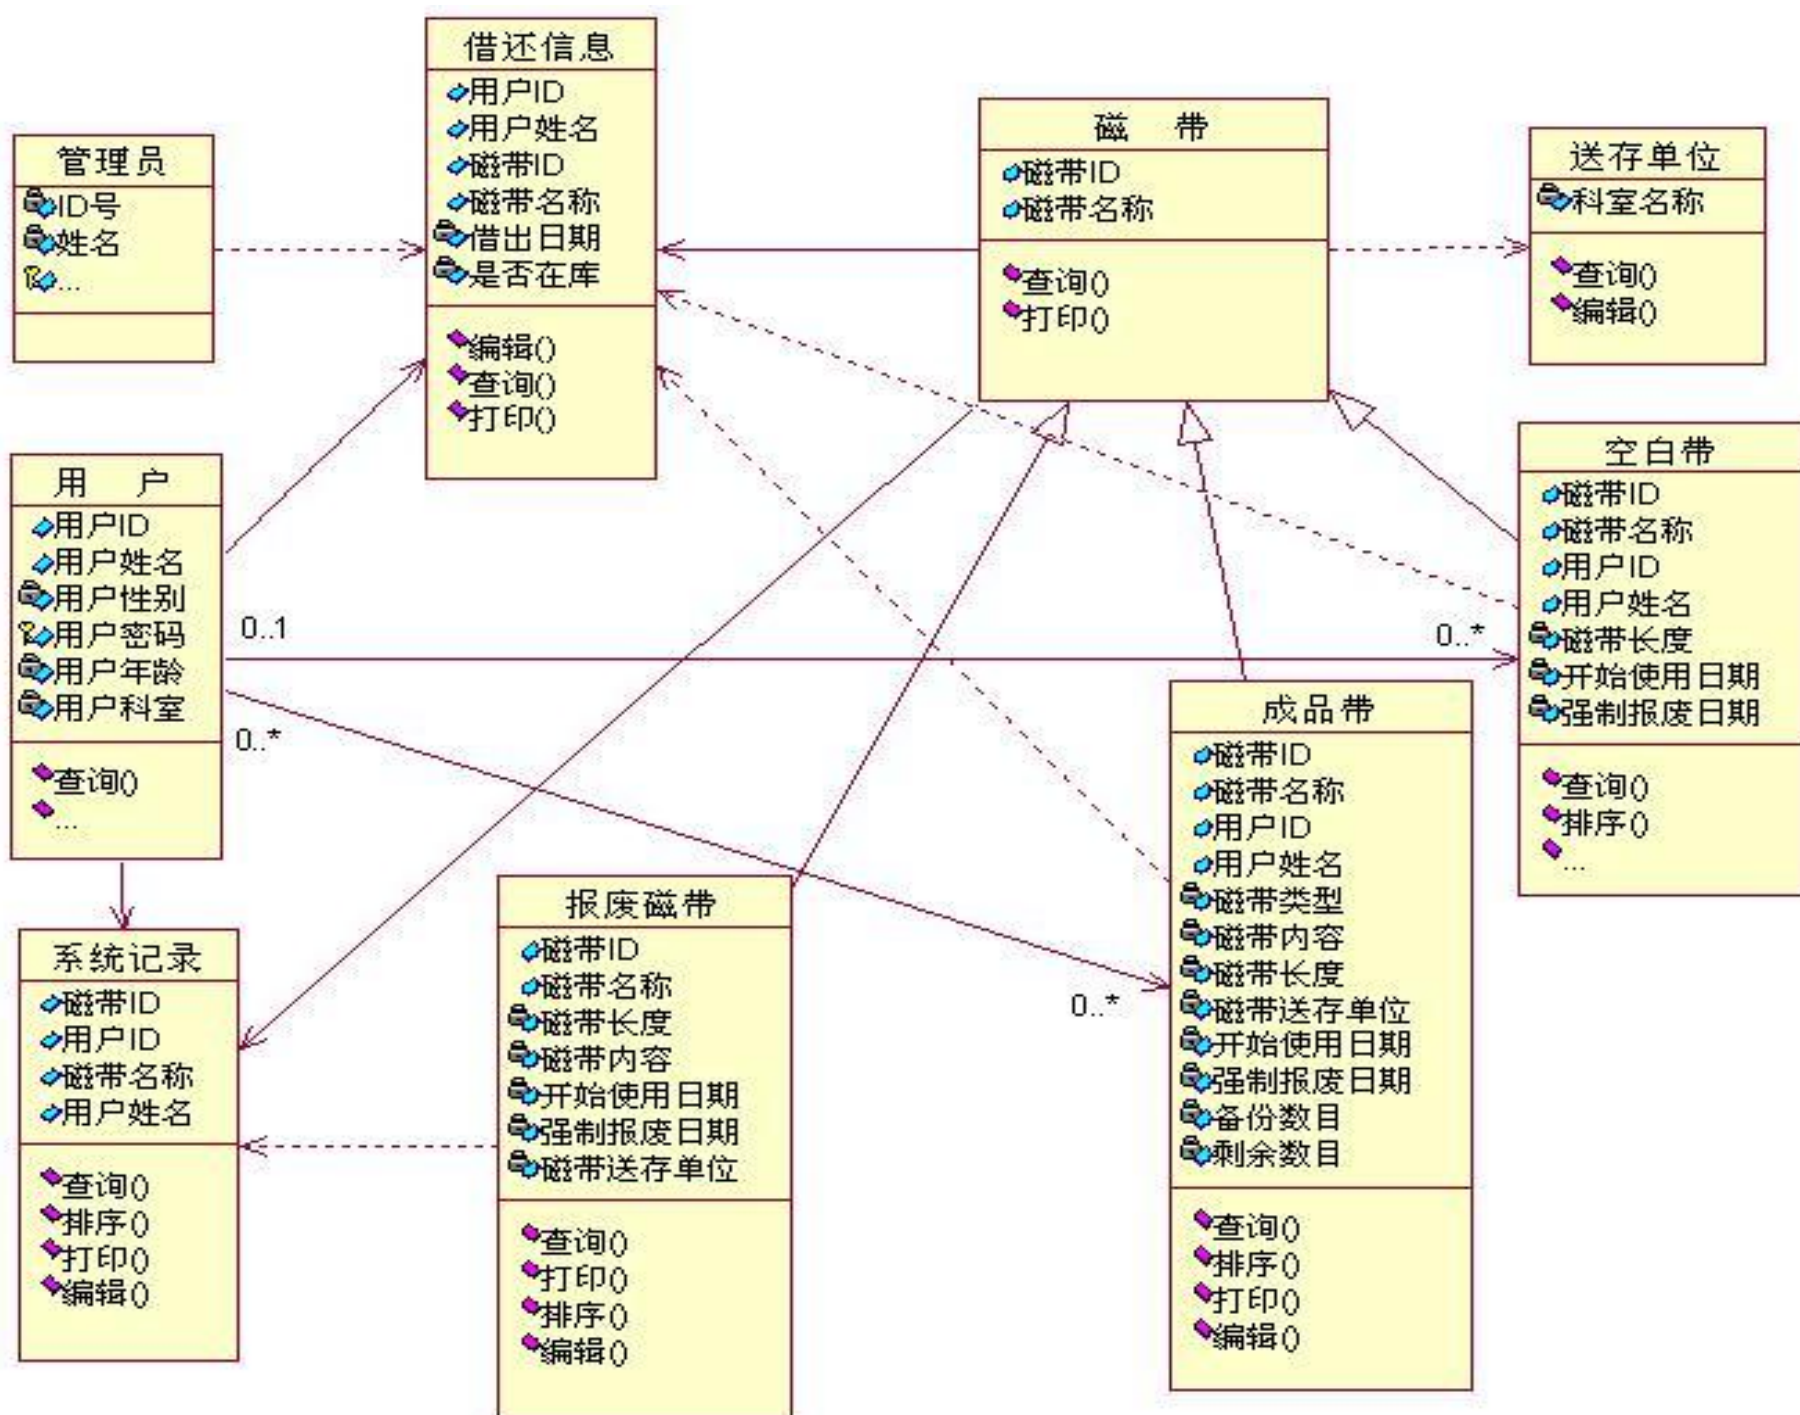 借还信息
用户ID
用户姓名
磁带ID
磁带名称
借出日期
是否在库
编辑()
查询()
打印()
管理员
ID号
姓名
...
磁 带
磁带ID
磁带名称
查询()
打印()
送存单位
科室名称
查询()
编辑()
用 户
用户ID
用户姓名
用户性别
用户密码
用户年龄
用户科室
查询()
...
0..1
0..*
0..*
0..*
空白带
磁带ID
磁带名称
用户ID
用户姓名
磁带长度
开始使用日期
强制报废日期
查询()
排序()
...
成品带
磁带ID
磁带名称
用户ID
用户姓名
磁带类型
磁带内容
磁带长度
磁带送存单位
开始使用日期
强制报废日期
备份数目
剩余数目
查询()
排序()
打印()
编辑()
系统记录
磁带ID
用户ID
磁带名称
用户姓名
查询()
排序()
打印()
编辑()
报废磁带
磁带ID
磁带名称
磁带长度
磁带内容
开始使用日期
强制报废日期
磁带送存单位
查询()
打印()
排序()
编辑()